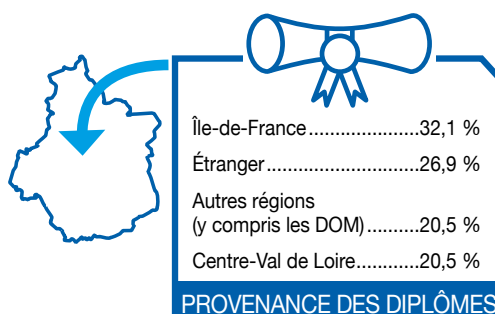 Île-de-France....................32,1 %
Étranger............................26,9 %
Autres régions
(y compris les DOM)..........20,5 %
Centre-Val de Loire............20,5 %
PROVENANCE DES DIPLÔMES